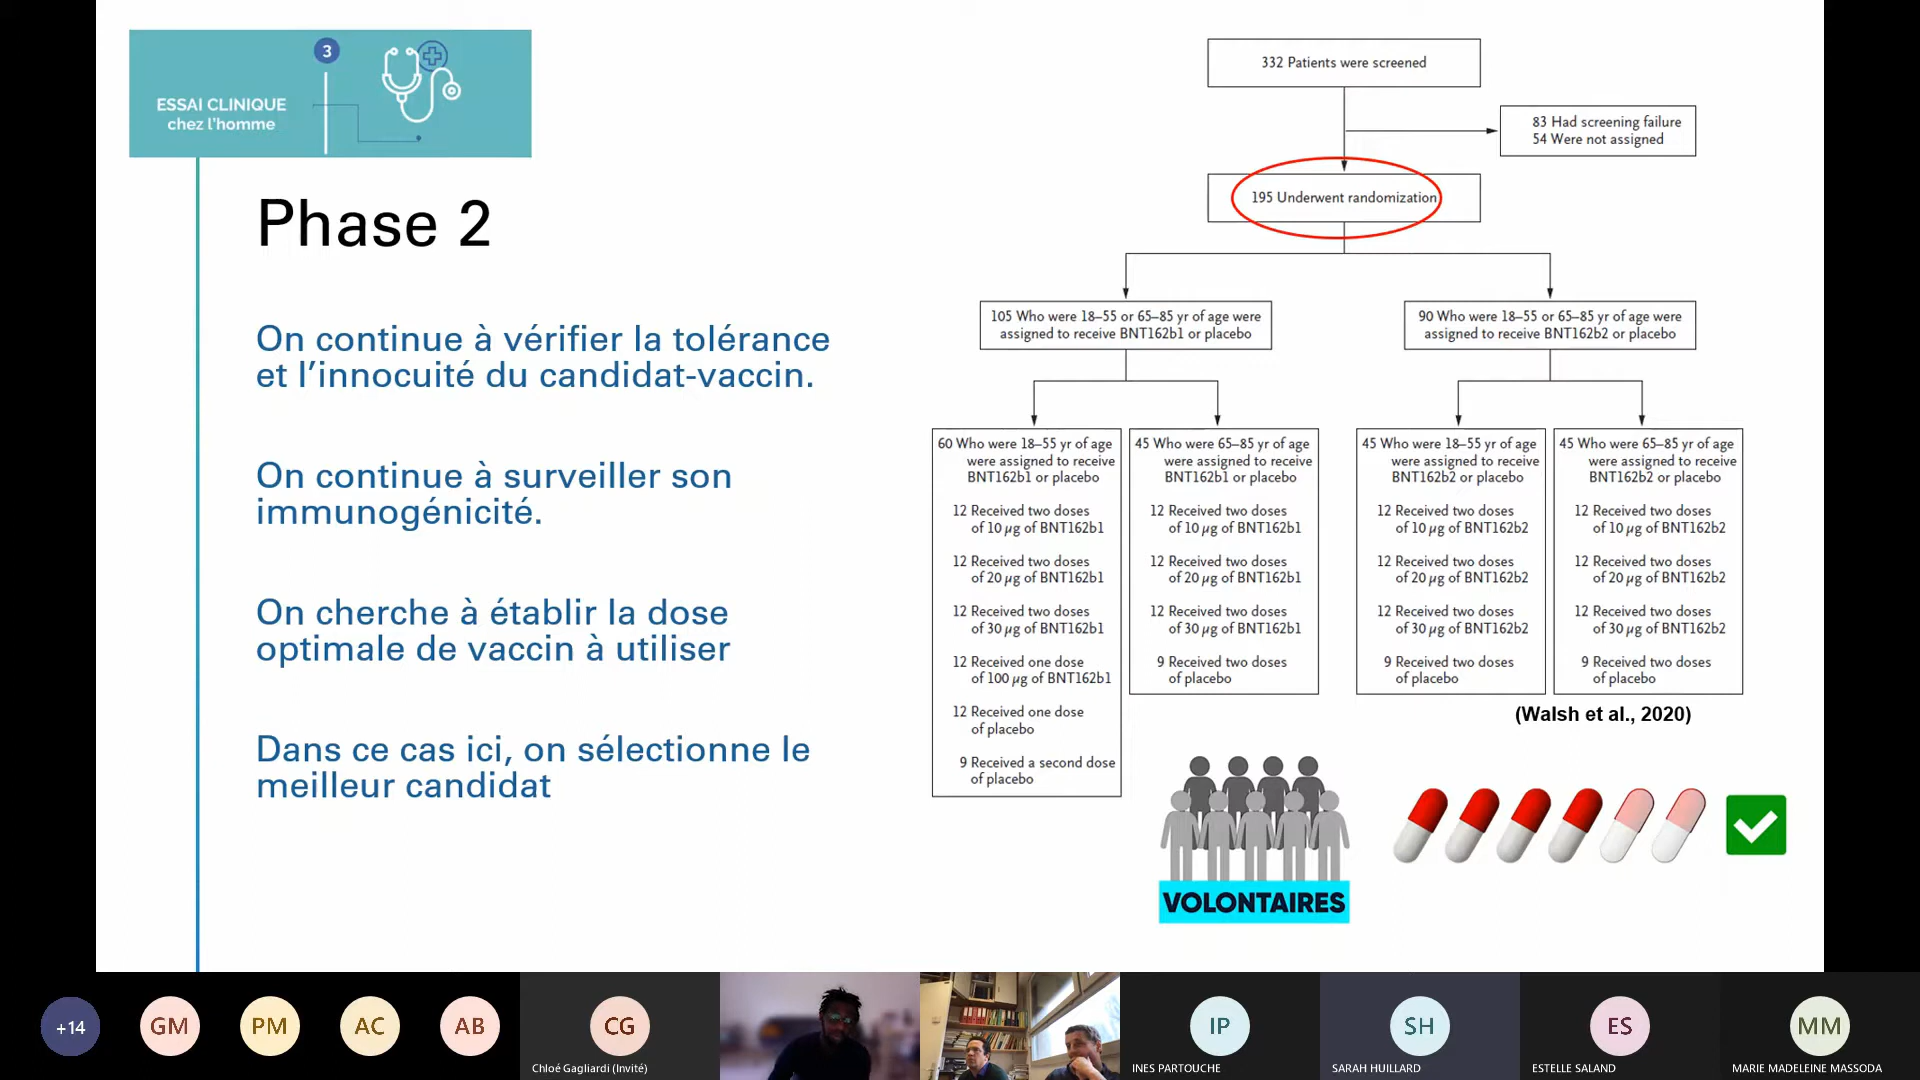 3
ESSAI CLINIQUE
chez l'homme
Phase 2
On continue à vérifier la tolérance
et l'innocuité du candidat-vaccin.
On continue à surveiller son
immunogénicité.
On cherche à établir la dose
optimale de vaccin à utiliser
Dans ce cas ici, on sélectionne le
meilleur candidat
332 Patients were screened
83 Had screening failure
54 Were not assigned
195 Underwent randomization
105 Who were 18–55 or 65–85 yr of age were
assigned to receive BNT162b1 or placebo
90 Who were 18–55 or 65–85 yr of age were
assigned to receive BNT162b2 or placebo
60 Who were 18–55 yr of age
were assigned to receive
BNT162b1 or placebo
12 Received two doses
of 10 µg of BNT162b1
12 Received two doses
of 20 µg of BNT162b1
12 Received two doses
of 30 µg of BNT162b1
12 Received one dose
of 100 µg of BNT162b1
12 Received one dose
of placebo
9 Received a second dose
of placebo
45 Who were 65–85 yr of age
were assigned to receive
BNT162b1 or placebo
12 Received two doses
of 10 µg of BNT162b1
12 Received two doses
of 20 µg of BNT162b1
12 Received two doses
of 30 µg of BNT162b1
9 Received two doses
of placebo
45 Who were 18–55 yr of age
were assigned to receive
BNT162b2 or placebo
12 Received two doses
of 10 µg of BNT162b2
12 Received two doses
of 20 µg of BNT162b2
12 Received two doses
of 30 µg of BNT162b2
9 Received two doses
of placebo
45 Who were 65–85 yr of age
were assigned to receive
BNT162b2 or placebo
12 Received two doses
of 10 µg of BNT162b2
12 Received two doses
of 20 µg of BNT162b2
12 Received two doses
of 30 µg of BNT162b2
9 Received two doses
of placebo
(Walsh et al., 2020)
VOLONTAIRES
+14
GM
PM
AC
AB
CG
Chloé Gagliardi (Invité)
IP
INES PARTOUCHE
SH
SARAH HUILLARD
ES
ESTELLE SALAND
MM
MARIE MADELEINE MASSODA